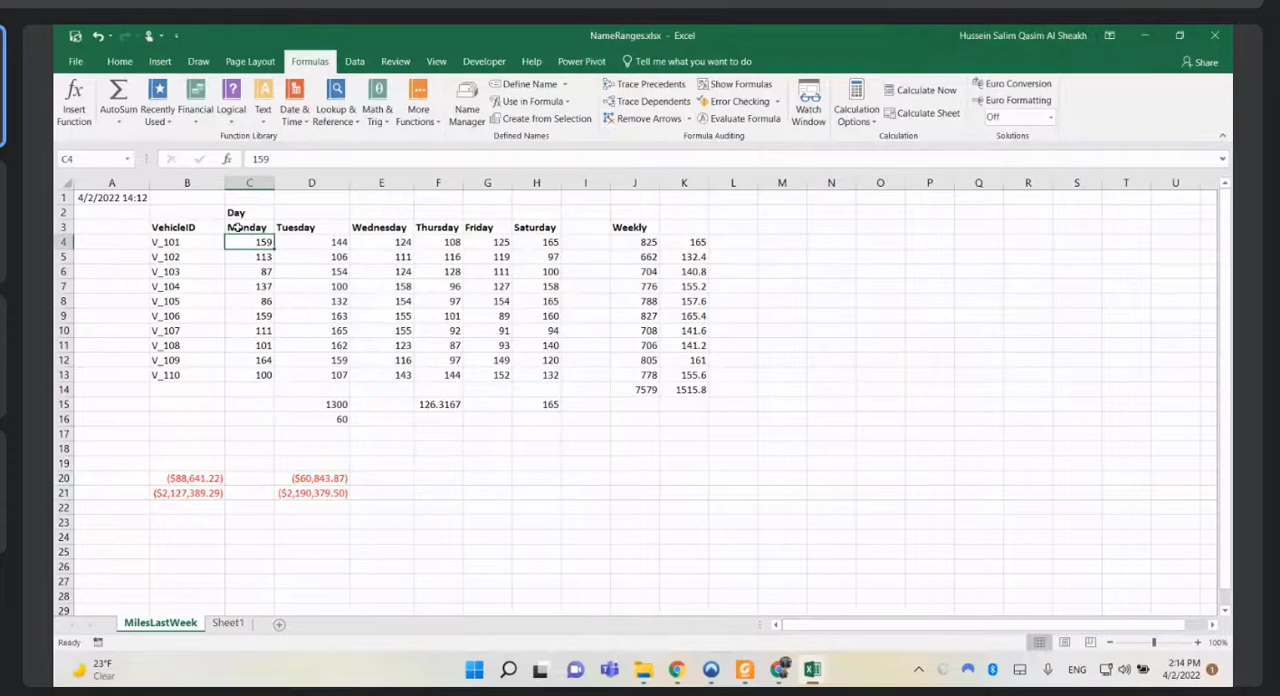 NameRanges.xlsx - Excel
Hussein Salim Qasim Al Sheakh
File Home Insert Draw Page Layout Formulas Data Review View Developer Help Power Pivot Tell me what you want to do Share
Insert Function
AutoSum
Recently Used
Financial
Logical
Text
Date & Time
Lookup & Reference
Math & Trig
More Functions
Function Library
Name Manager
Define Name
Use in Formula
Create from Selection
Defined Names
Trace Precedents
Trace Dependents
Remove Arrows
Show Formulas
Error Checking
Evaluate Formula
Formula Auditing
Watch Window
Calculation Options
Calculate Now
Calculate Sheet
Calculation
Euro Conversion
Euro Formatting
Off
Solutions
C4 fx 159
A B C D E F G H I J K L M N O P Q R S T U
1 4/2/2022 14:12
2 Day
3 VehicleID Monday Tuesday Wednesday Thursday Friday Saturday Weekly
4 V_101 159 144 124 108 125 165 825 165
5 V_102 113 106 111 116 119 97 662 132.4
6 V_103 87 154 124 128 111 100 704 140.8
7 V_104 137 100 158 96 127 158 776 155.2
8 V_105 86 132 154 97 154 165 788 157.6
9 V_106 159 163 155 101 89 160 827 165.4
10 V_107 111 165 155 92 91 94 708 141.6
11 V_108 101 162 123 87 93 140 706 141.2
12 V_109 164 159 116 97 149 120 805 161
13 V_110 100 107 143 144 152 132 778 155.6
14 7579 1515.8
15 1300 126.3167 165
16 60
17
18
19
20 ($88,641.22) ($60,843.87)
21 ($2,127,389.29) ($2,190,379.50)
22
23
24
25
26
27
28
29
MilesLastWeek Sheet1
Ready 100%
23°F
Clear
ENG
2:14 PM
4/2/2022
1